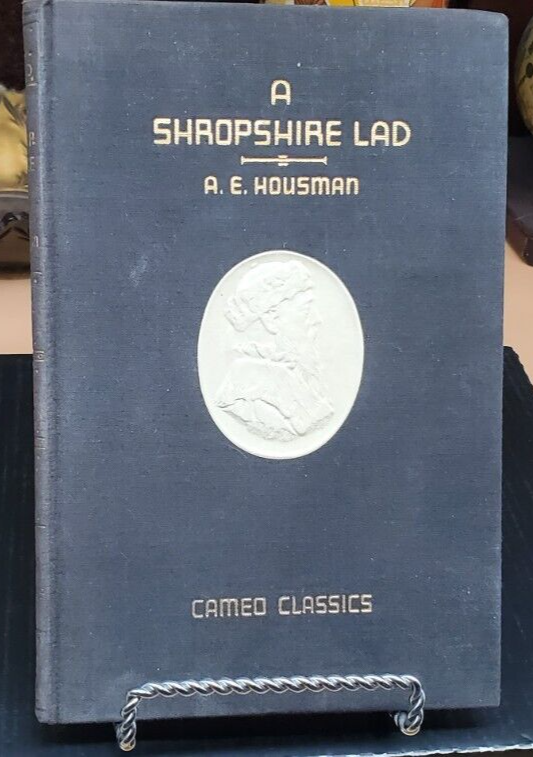 A
SHROPSHIRE LAD
A. E. HOUSMAN
CAMEO CLASSICS